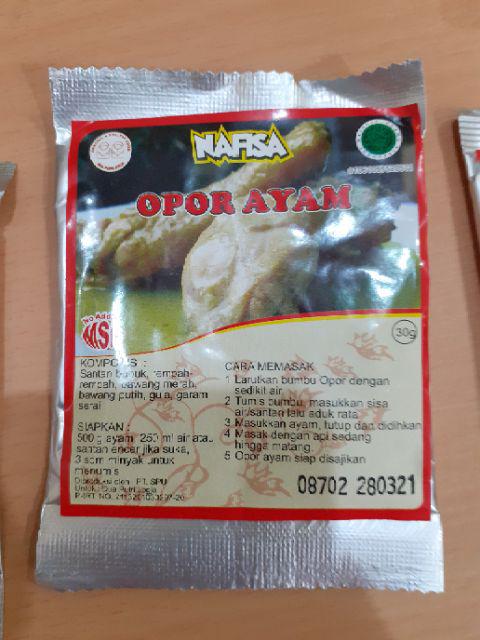 NAFISA
OPOR AYAM
No Added
MS
30g
KOMPOSISI :
Santan bubuk, rempah-
rempah, bawang merah,
bawang putih, gula, garam
serai
SIAPKAN :
500 g ayam, 250 ml air atau
santan encer jika suka,
3 sdm minyak untuk
menumis
Diproduksi oleh : PT. SPU
CARA MEMASAK
1 Larutkan bumbu Opor dengan
sedikit air.
2 Tumis bumbu, masukkan sisa
air/santan lalu aduk rata
3 Masukkan ayam, tutup dan didihkan
4 Masak dengan api sedang
hingga matang.
5 Opor ayam siap disajikan
08702 280321